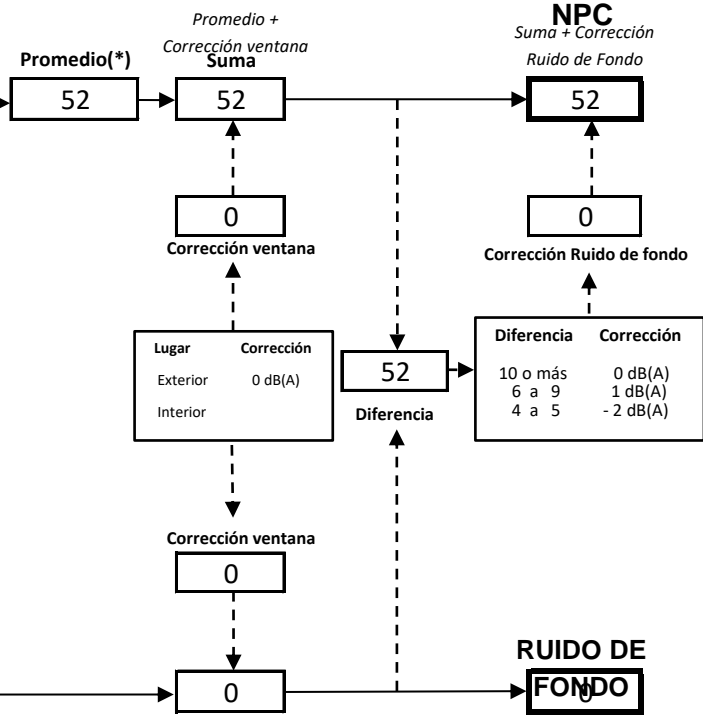 Promedio +
Corrección ventana
NPC
Suma + Corrección
Ruido de Fondo
Promedio(*)
Suma
52
52
52
0
0
Corrección ventana
Corrección Ruido de fondo
Lugar Corrección
Exterior 0 dB(A)
Interior
52
Diferencia
Diferencia Corrección
10 o más 0 dB(A)
6 a 9 1 dB(A)
4 a 5 - 2 dB(A)
Corrección ventana
0
RUIDO DE
FONDO
0
0